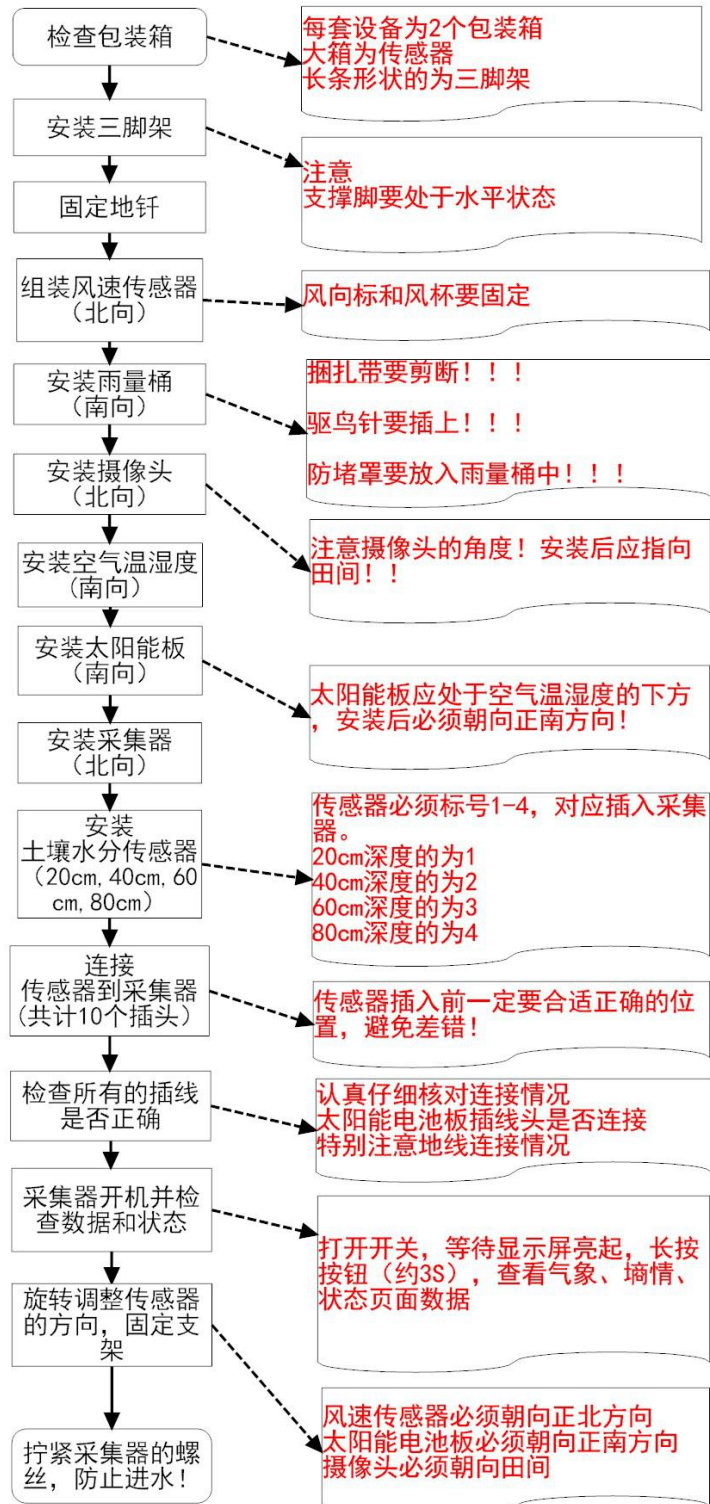 检查包装箱
每套设备为2个包装箱
大箱为传感器
长条形状的为三脚架
安装三脚架
注意
支撑脚要处于水平状态
固定地钎
组装风速传感器
（北向）
风向标和风杯要固定
安装雨量桶
（南向）
捆扎带要剪断！！！
驱鸟针要插上！！！
防堵罩要放入雨量桶中！！！
安装摄像头
（北向）
注意摄像头的角度！安装后应指向
田间！！
安装空气温湿度
（南向）
安装太阳能板
（南向）
太阳能板应处于空气温湿度的下方
，安装后必须朝向正南方向！
安装采集器
（北向）
安装
土壤水分传感器
（20cm,40cm,60
cm,80cm）
传感器必须标号1-4，对应插入采集
器。
20cm深度的为1
40cm深度的为2
60cm深度的为3
80cm深度的为4
连接
传感器到采集器
(共计10个插头）
传感器插入前一定要合适正确的位
置，避免差错！
检查所有的插线
是否正确
认真仔细核对连接情况
太阳能电池板插线头是否连接
特别注意地线连接情况
采集器开机并检
查数据和状态
打开开关，等待显示屏亮起，长按
按钮（约3S），查看气象、墒情、
状态页面数据
旋转调整传感器
的方向，固定支
架
风速传感器必须朝向正北方向
太阳能电池板必须朝向正南方向
摄像头必须朝向田间
拧紧采集器的螺
丝，防止进水！